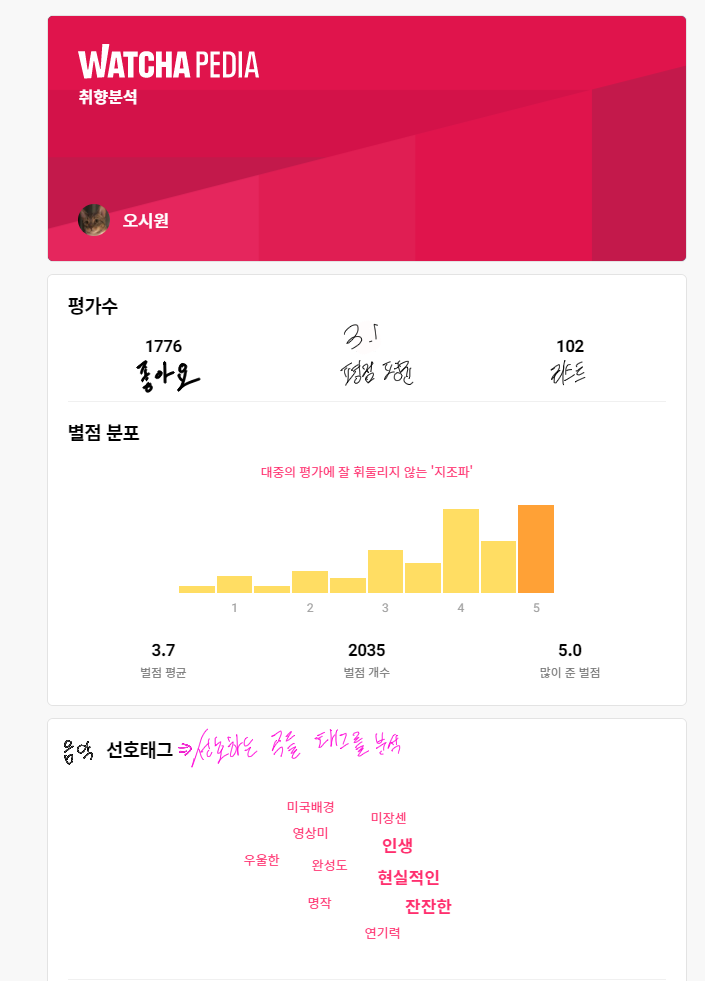 WATCHA PEDIA
취향분석
오시원
평가수
1776 3.5 102
좋아요 평점 평균 리스트
별점 분포
대중의 평가에 잘 휘둘리지 않는 '지조파'
1 2 3 4 5
3.7 2035 5.0
별점 평균 별점 개수 많이 준 별점
음악 선호태그 ⇒ 선호하는 곡들 태그를 분석
미국배경 미장센
영상미 인생
우울한 완성도 현실적인
명작 잔잔한
연기력